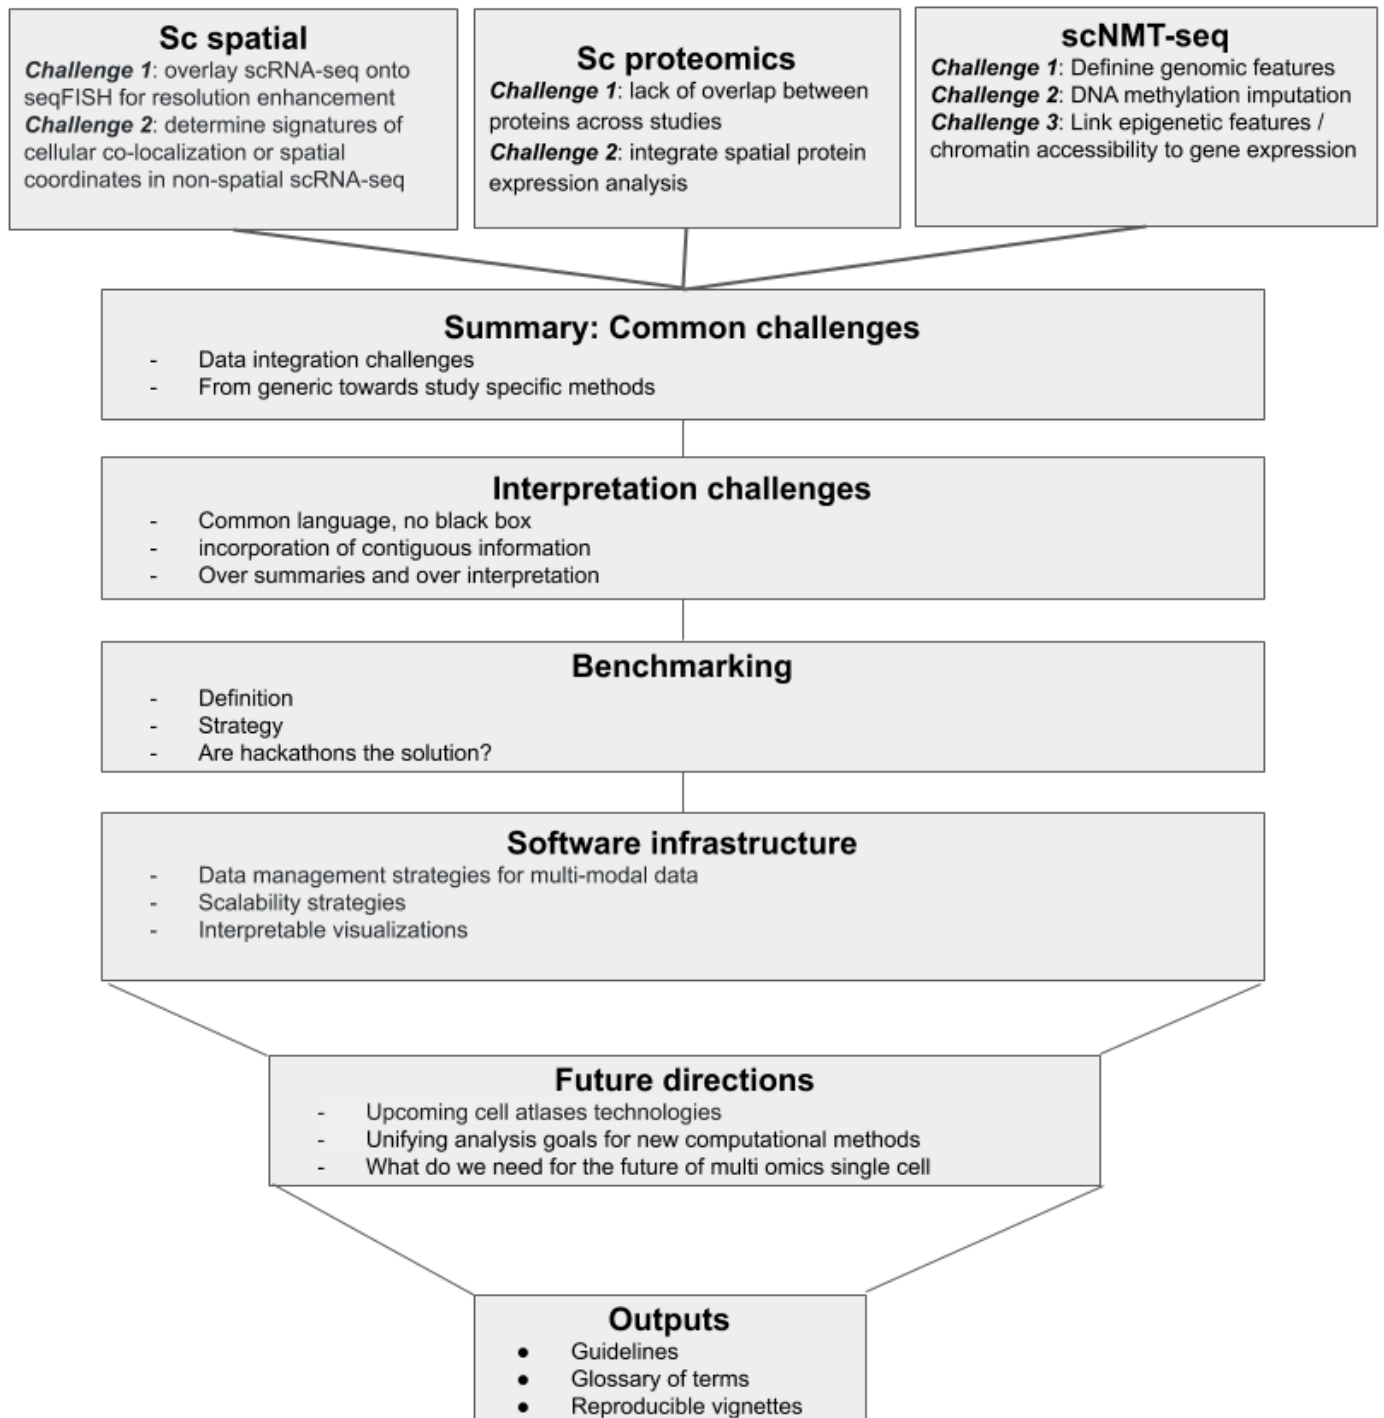 Sc spatial
Challenge 1: overlay scRNA-seq onto
seqFISH for resolution enhancement
Challenge 2: determine signatures of
cellular co-localization or spatial
coordinates in non-spatial scRNA-seq
Sc proteomics
Challenge 1: lack of overlap between
proteins across studies
Challenge 2: integrate spatial protein
expression analysis
scNMT-seq
Challenge 1: Definine genomic features
Challenge 2: DNA methylation imputation
Challenge 3: Link epigenetic features /
chromatin accessibility to gene expression
Summary: Common challenges
- Data integration challenges
- From generic towards study specific methods
Interpretation challenges
- Common language, no black box
- incorporation of contiguous information
- Over summaries and over interpretation
Benchmarking
- Definition
- Strategy
- Are hackathons the solution?
Software infrastructure
- Data management strategies for multi-modal data
- Scalability strategies
- Interpretable visualizations
Future directions
- Upcoming cell atlases technologies
- Unifying analysis goals for new computational methods
- What do we need for the future of multi omics single cell
Outputs
● Guidelines
● Glossary of terms
● Reproducible vignettes